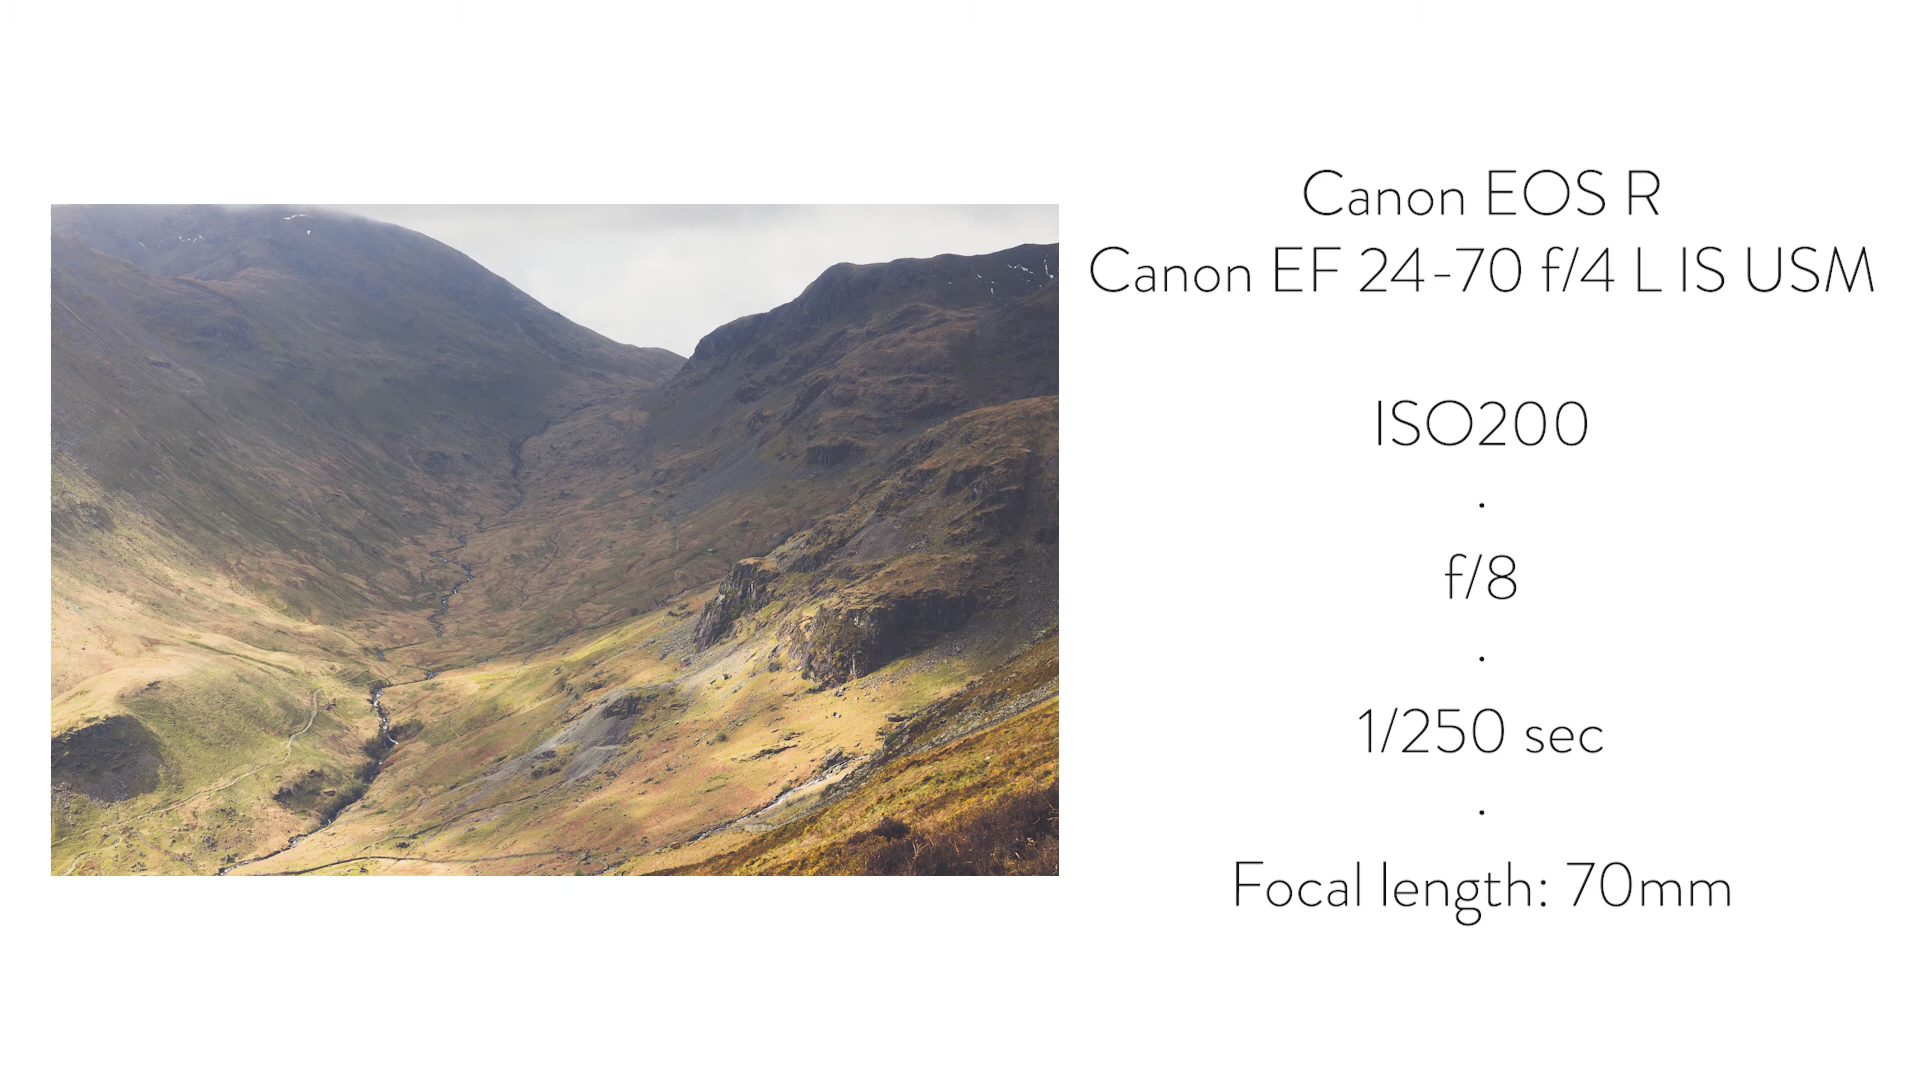 Canon EOS R
Canon EF 24-70 f/4 L IS USM
ISO200
.
f/8
.
1/250 sec
.
Focal length: 70mm